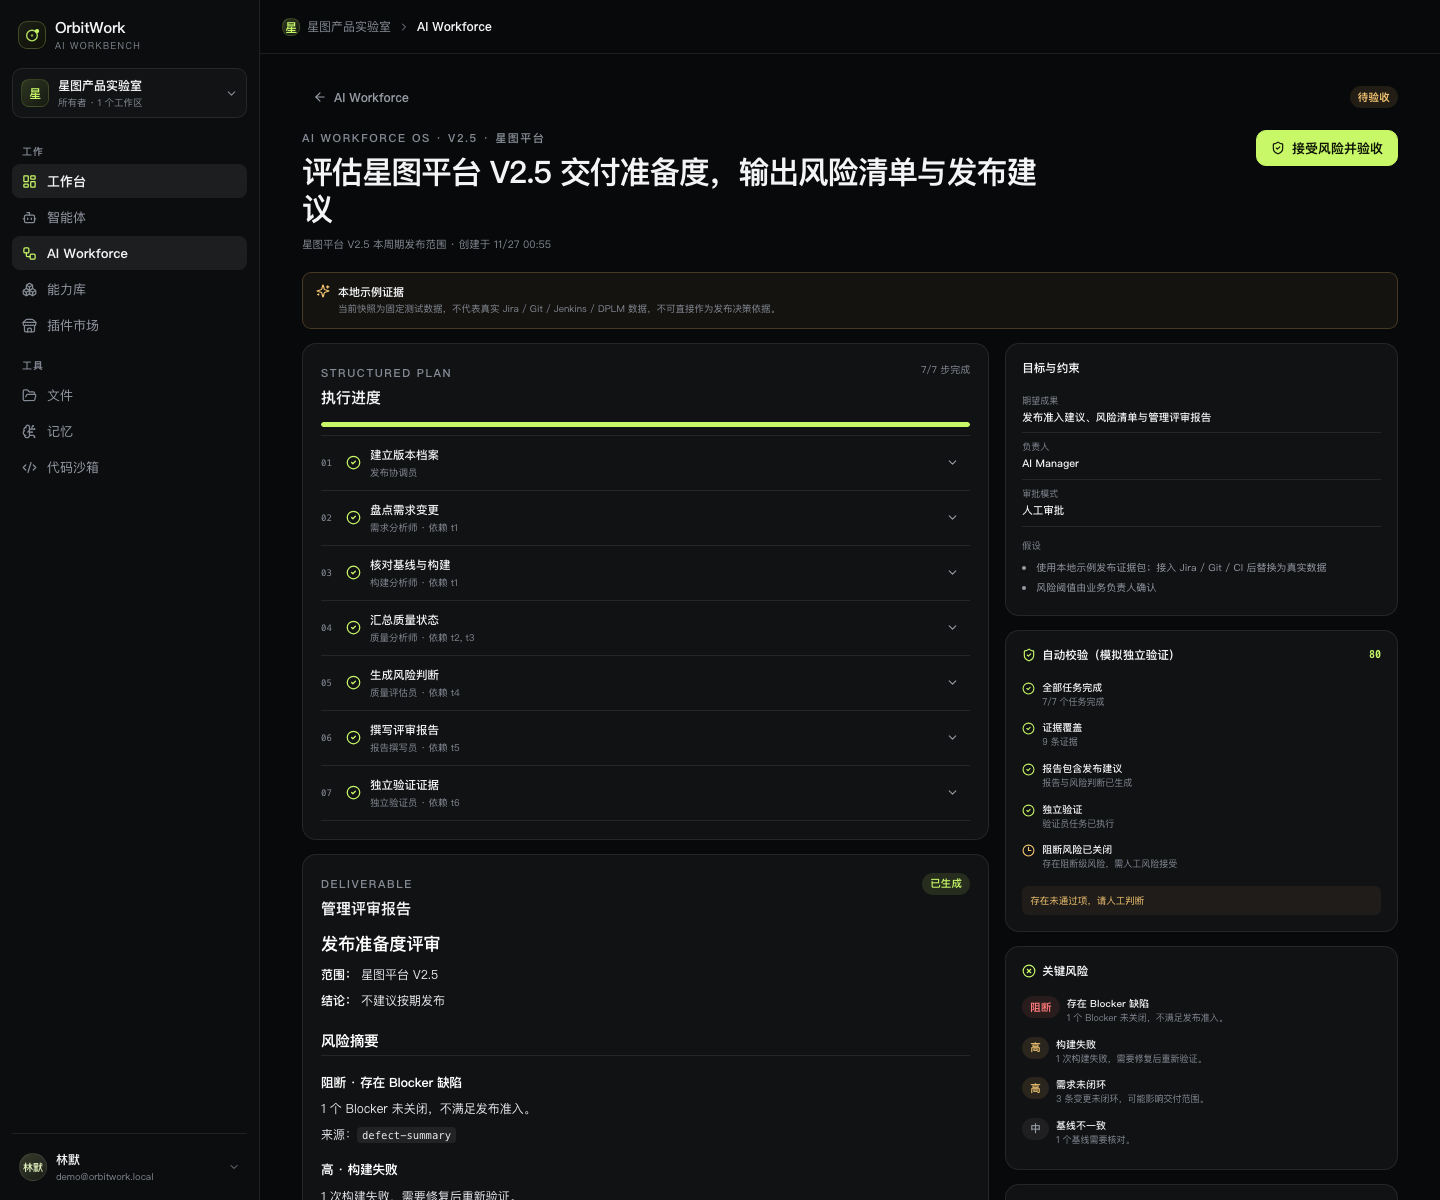 OrbitWork
AI WORKBENCH
星
星图产品实验室
所有者 · 1 个工作区
工作
工作台
智能体
AI Workforce
能力库
插件市场
工具
文件
记忆
代码沙箱
林默
林默
demo@orbitwork.local
星
星图产品实验室
AI Workforce
AI Workforce
待验收
AI WORKFORCE OS · V2.5 · 星图平台
评估星图平台 V2.5 交付准备度，输出风险清单与发布建
议
接受风险并验收
星图平台 V2.5 本周期发布范围 · 创建于 11/27 00:55
本地示例证据
当前快照为固定测试数据，不代表真实 Jira / Git / Jenkins / DPLM 数据，不可直接作为发布决策依据。
STRUCTURED PLAN
7/7 步完成
执行进度
01
建立版本档案
发布协调员
02
盘点需求变更
需求分析师 · 依赖 t1
03
核对基线与构建
构建分析师 · 依赖 t1
04
汇总质量状态
质量分析师 · 依赖 t2, t3
05
生成风险判断
质量评估员 · 依赖 t4
06
撰写评审报告
报告撰写员 · 依赖 t5
07
独立验证证据
独立验证员 · 依赖 t6
DELIVERABLE
已生成
管理评审报告
发布准备度评审
范围： 星图平台 V2.5
结论： 不建议按期发布
风险摘要
阻断 · 存在 Blocker 缺陷
1 个 Blocker 未关闭，不满足发布准入。
来源： defect-summary
高 · 构建失败
1 次构建失败，需要修复后重新验证。
目标与约束
期望成果
发布准入建议、风险清单与管理评审报告
负责人
AI Manager
审批模式
人工审批
假设
使用本地示例发布证据包；接入 Jira / Git / CI 后替换为真实数据
风险阈值由业务负责人确认
自动校验（模拟独立验证）
80
全部任务完成
7/7 个任务完成
证据覆盖
9 条证据
报告包含发布建议
报告与风险判断已生成
独立验证
验证员任务已执行
阻断风险已关闭
存在阻断级风险，需人工风险接受
存在未通过项，请人工判断
关键风险
阻断
存在 Blocker 缺陷
1 个 Blocker 未关闭，不满足发布准入。
高
构建失败
1 次构建失败，需要修复后重新验证。
高
需求未闭环
3 条变更未闭环，可能影响交付范围。
中
基线不一致
1 个基线需要核对。